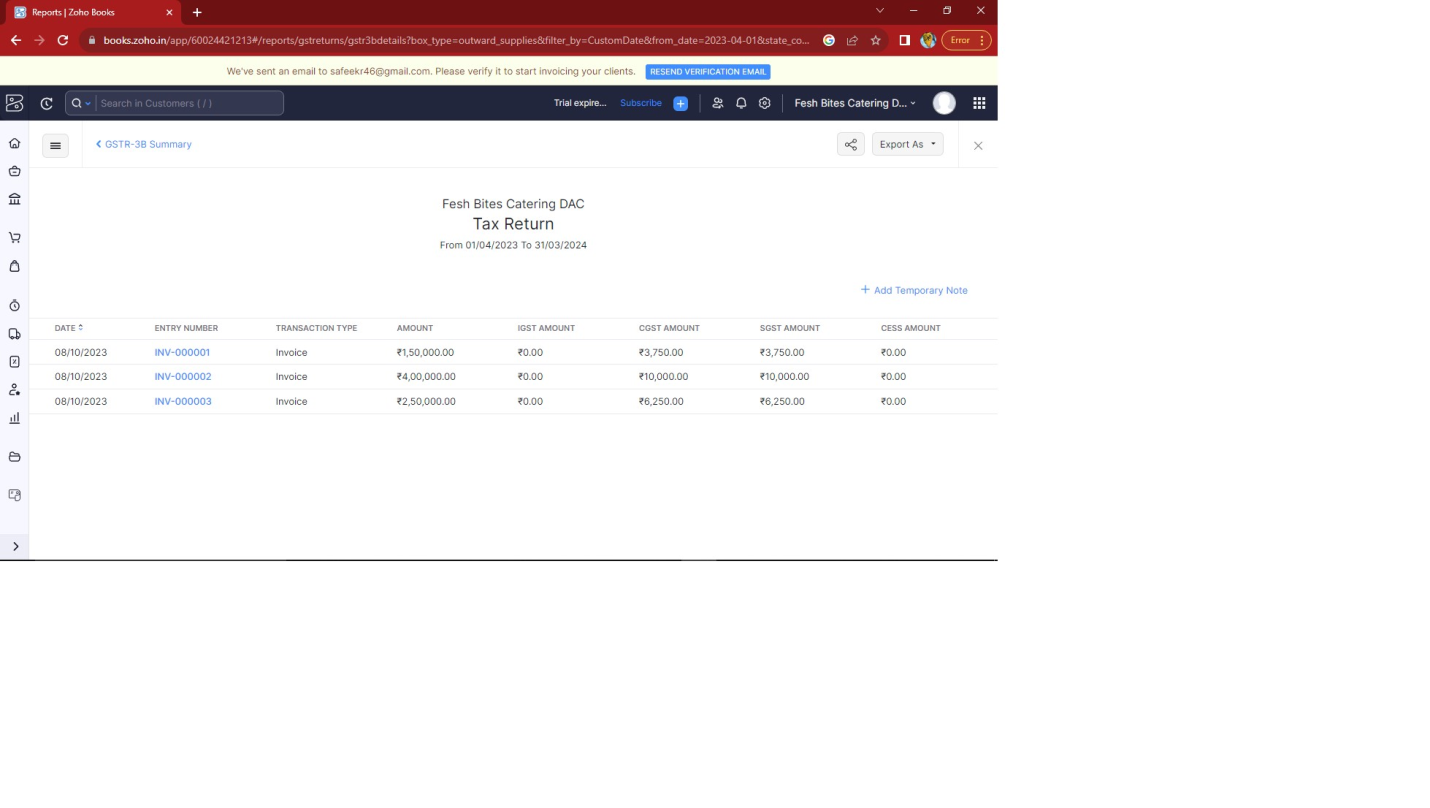 Reports | Zoho Books
books.zoho.in/app/60024421213#/reports/gstreturns/gstr3bdetails?box_type=outward_supplies&filter_by=CustomDate&from_date=2023-04-01&state_co... Error
We've sent an email to safeekr46@gmail.com. Please verify it to start invoicing your clients. RESEND VERIFICATION EMAIL
Search in Customers ( / ) Trial expire... Subscribe Fesh Bites Catering D...
GSTR-3B Summary Export As
Fesh Bites Catering DAC
Tax Return
From 01/04/2023 To 31/03/2024
+ Add Temporary Note
DATE ENTRY NUMBER TRANSACTION TYPE AMOUNT IGST AMOUNT CGST AMOUNT SGST AMOUNT CESS AMOUNT
08/10/2023 INV-000001 Invoice ₹1,50,000.00 ₹0.00 ₹3,750.00 ₹3,750.00 ₹0.00
08/10/2023 INV-000002 Invoice ₹4,00,000.00 ₹0.00 ₹10,000.00 ₹10,000.00 ₹0.00
08/10/2023 INV-000003 Invoice ₹2,50,000.00 ₹0.00 ₹6,250.00 ₹6,250.00 ₹0.00